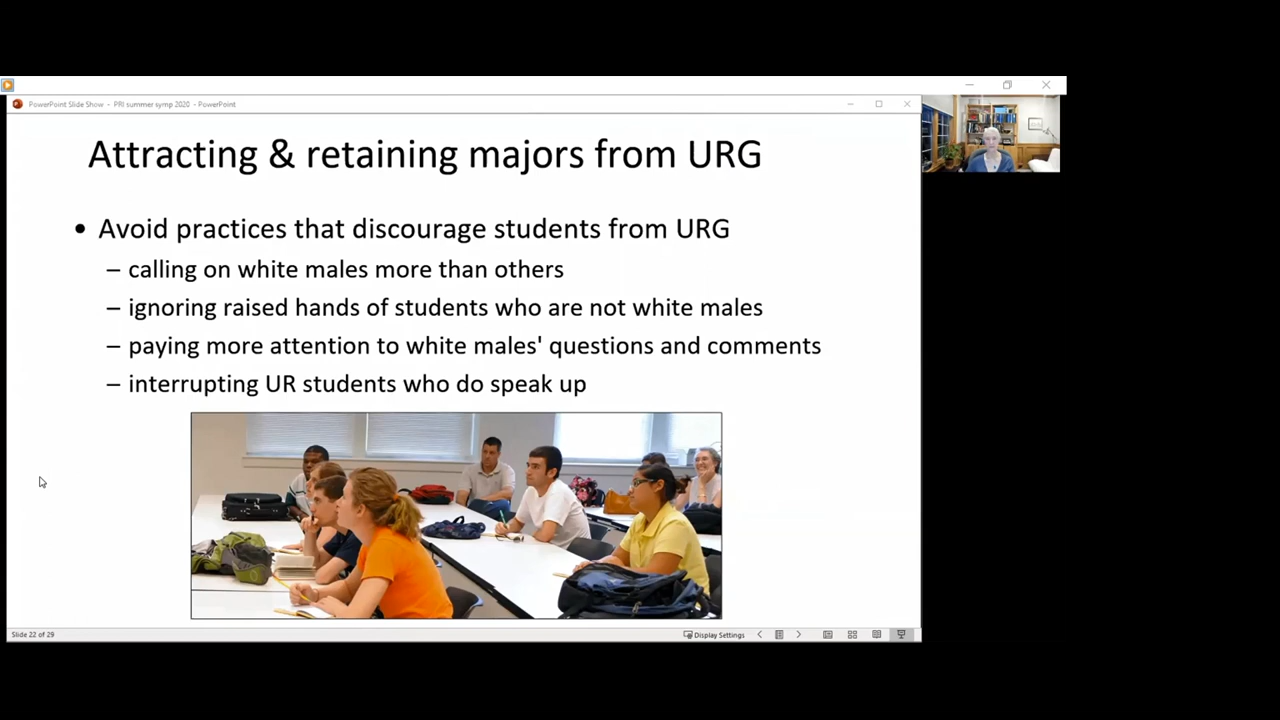 PowerPoint Slide Show - PRI summer symp 2020 - PowerPoint
Attracting & retaining majors from URG
• Avoid practices that discourage students from URG
– calling on white males more than others
– ignoring raised hands of students who are not white males
– paying more attention to white males' questions and comments
– interrupting UR students who do speak up
Slide 22 of 29
Display Settings